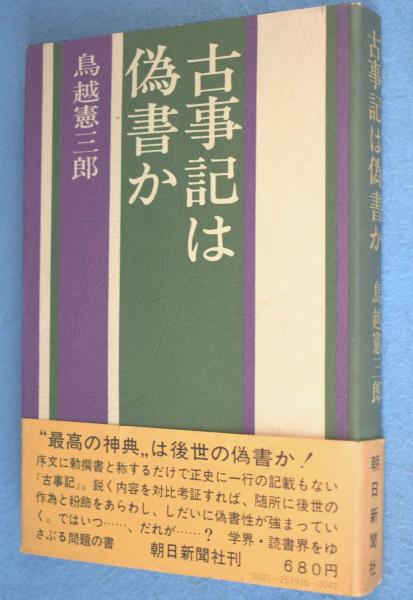 古事記は
偽書か
鳥越憲三郎
古事記は偽書か
鳥越憲三郎
朝日新聞社
“最高の神典„は後世の偽書か!
序文に勅撰書と称するだけで正史に一行の記載もない
『古事記』。鋭く内容を対比考証すれば、随所に後世の
作為と粉飾をあらわし、しだいに偽書性が強まってい
く。ではいつ……、だれが……? 学界・読書界をゆ
さぶる問題の書 朝日新聞社刊
680円
0021-253936-0042